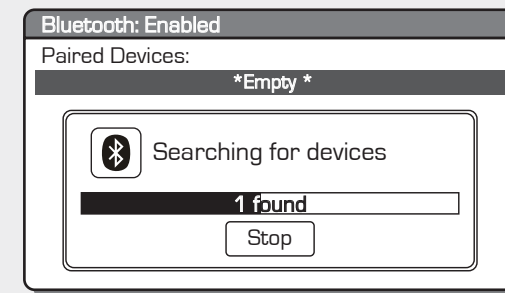 Bluetooth: Enabled
Paired Devices:
*Empty *
Searching for devices
1 found
Stop